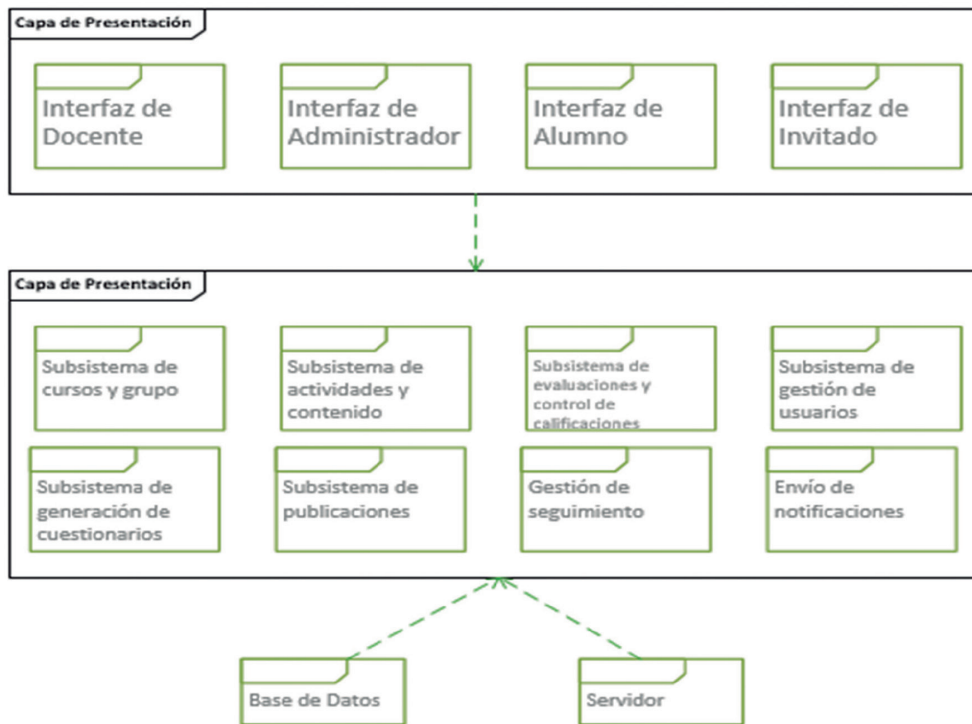 Capa de Presentación
Interfaz de
Docente
Interfaz de
Administrador
Interfaz de
Alumno
Interfaz de
Invitado
Capa de Presentación
Subsistema de
cursos y grupo
Subsistema de
actividades y
contenido
Subsistema de
evaluaciones y
control de
calificaciones
Subsistema de
gestión de
usuarios
Subsistema de
generación de
cuestionarios
Subsistema de
publicaciones
Gestión de
seguimiento
Envío de
notificaciones
Base de Datos
Servidor